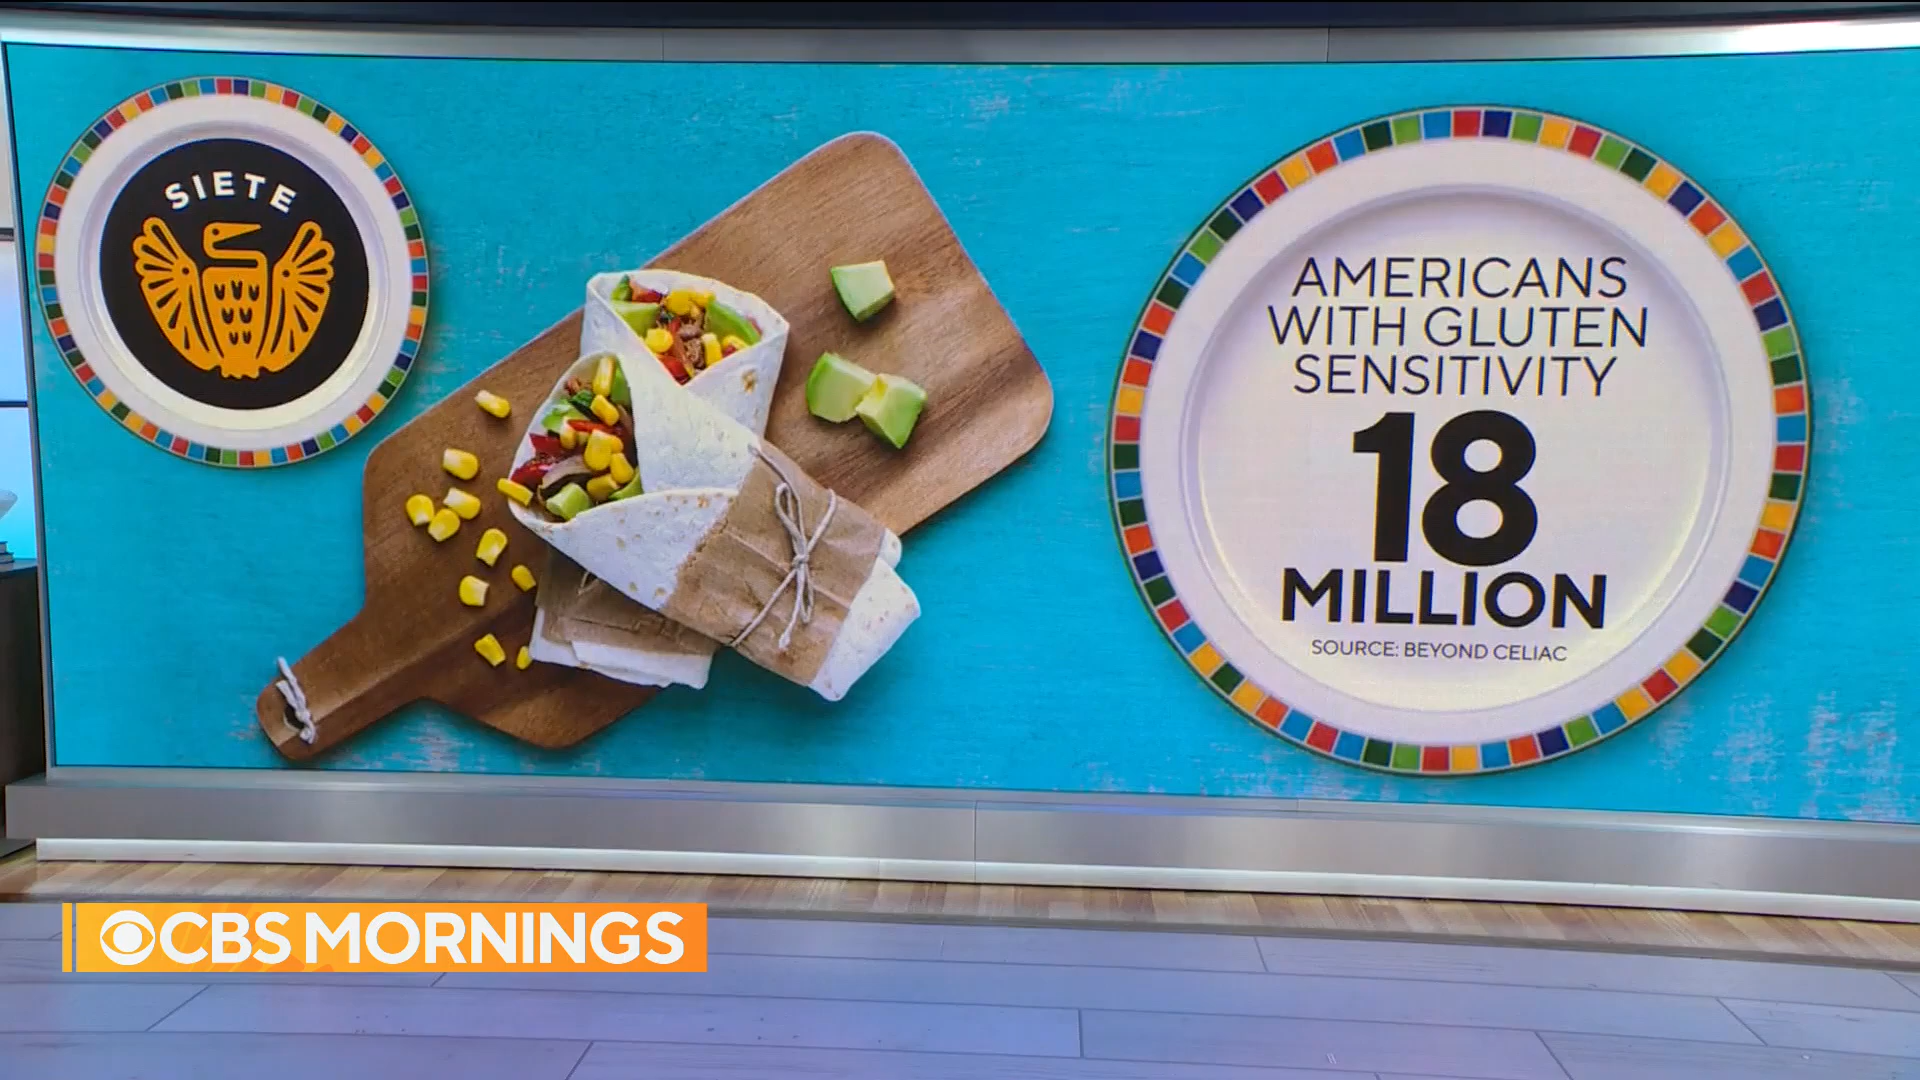 SIETE
AMERICANS
WITH GLUTEN
SENSITIVITY
18
MILLION
SOURCE: BEYOND CELIAC
CBS MORNINGS